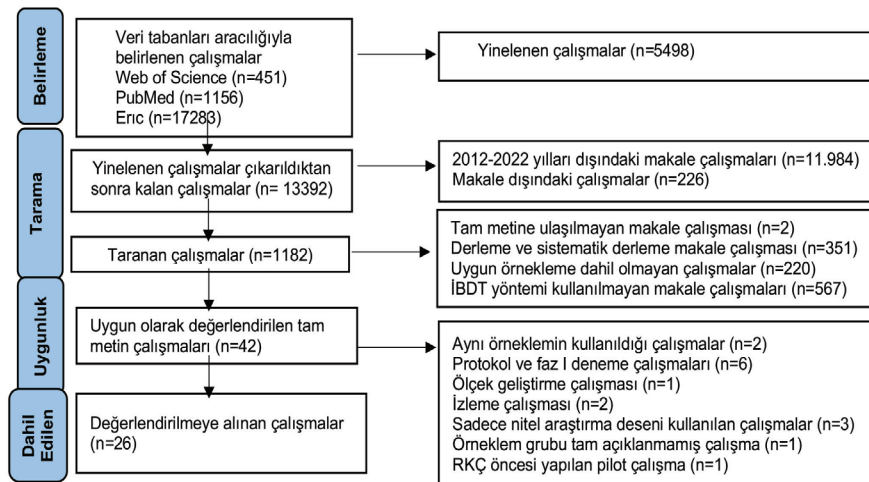 Belirleme
Veri tabanları aracılığıyla
belirlenen çalışmalar
Web of Science (n=451)
PubMed (n=1156)
Erıc (n=17283)
Yinelenen çalışmalar (n=5498)
Tarama
Yinelenen çalışmalar çıkarıldıktan
sonra kalan çalışmalar (n= 13392)
2012-2022 yılları dışındaki makale çalışmaları (n=11.984)
Makale dışındaki çalışmalar (n=226)
Taranan çalışmalar (n=1182)
Tam metine ulaşılmayan makale çalışması (n=2)
Derleme ve sistematik derleme makale çalışması (n=351)
Uygun örnekleme dahil olmayan çalışmalar (n=220)
İBDT yöntemi kullanılmayan makale çalışmaları (n=567)
Uygunluk
Uygun olarak değerlendirilen tam
metin çalışmaları (n=42)
Aynı örneklemin kullanıldığı çalışmalar (n=2)
Protokol ve faz I deneme çalışmaları (n=6)
Ölçek geliştirme çalışması (n=1)
İzleme çalışması (n=2)
Sadece nitel araştırma deseni kullanılan çalışmalar (n=3)
Örneklem grubu tam açıklanmamış çalışma (n=1)
RKÇ öncesi yapılan pilot çalışma (n=1)
Dahil
Edilen
Değerlendirilmeye alınan çalışmalar
(n=26)